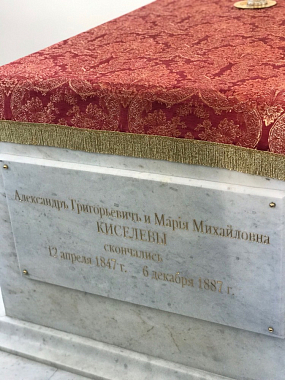 Александръ Григорьевичъ и Марія Михайловна
КИСЕЛЕВЫ
скончались
12 апреля 1847 г. 6 декабря 1887 г.